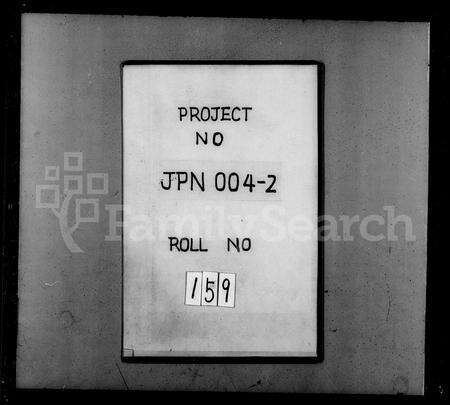 PROJECT
NO
JPN 004-2
FamilySearch
ROLL NO
159